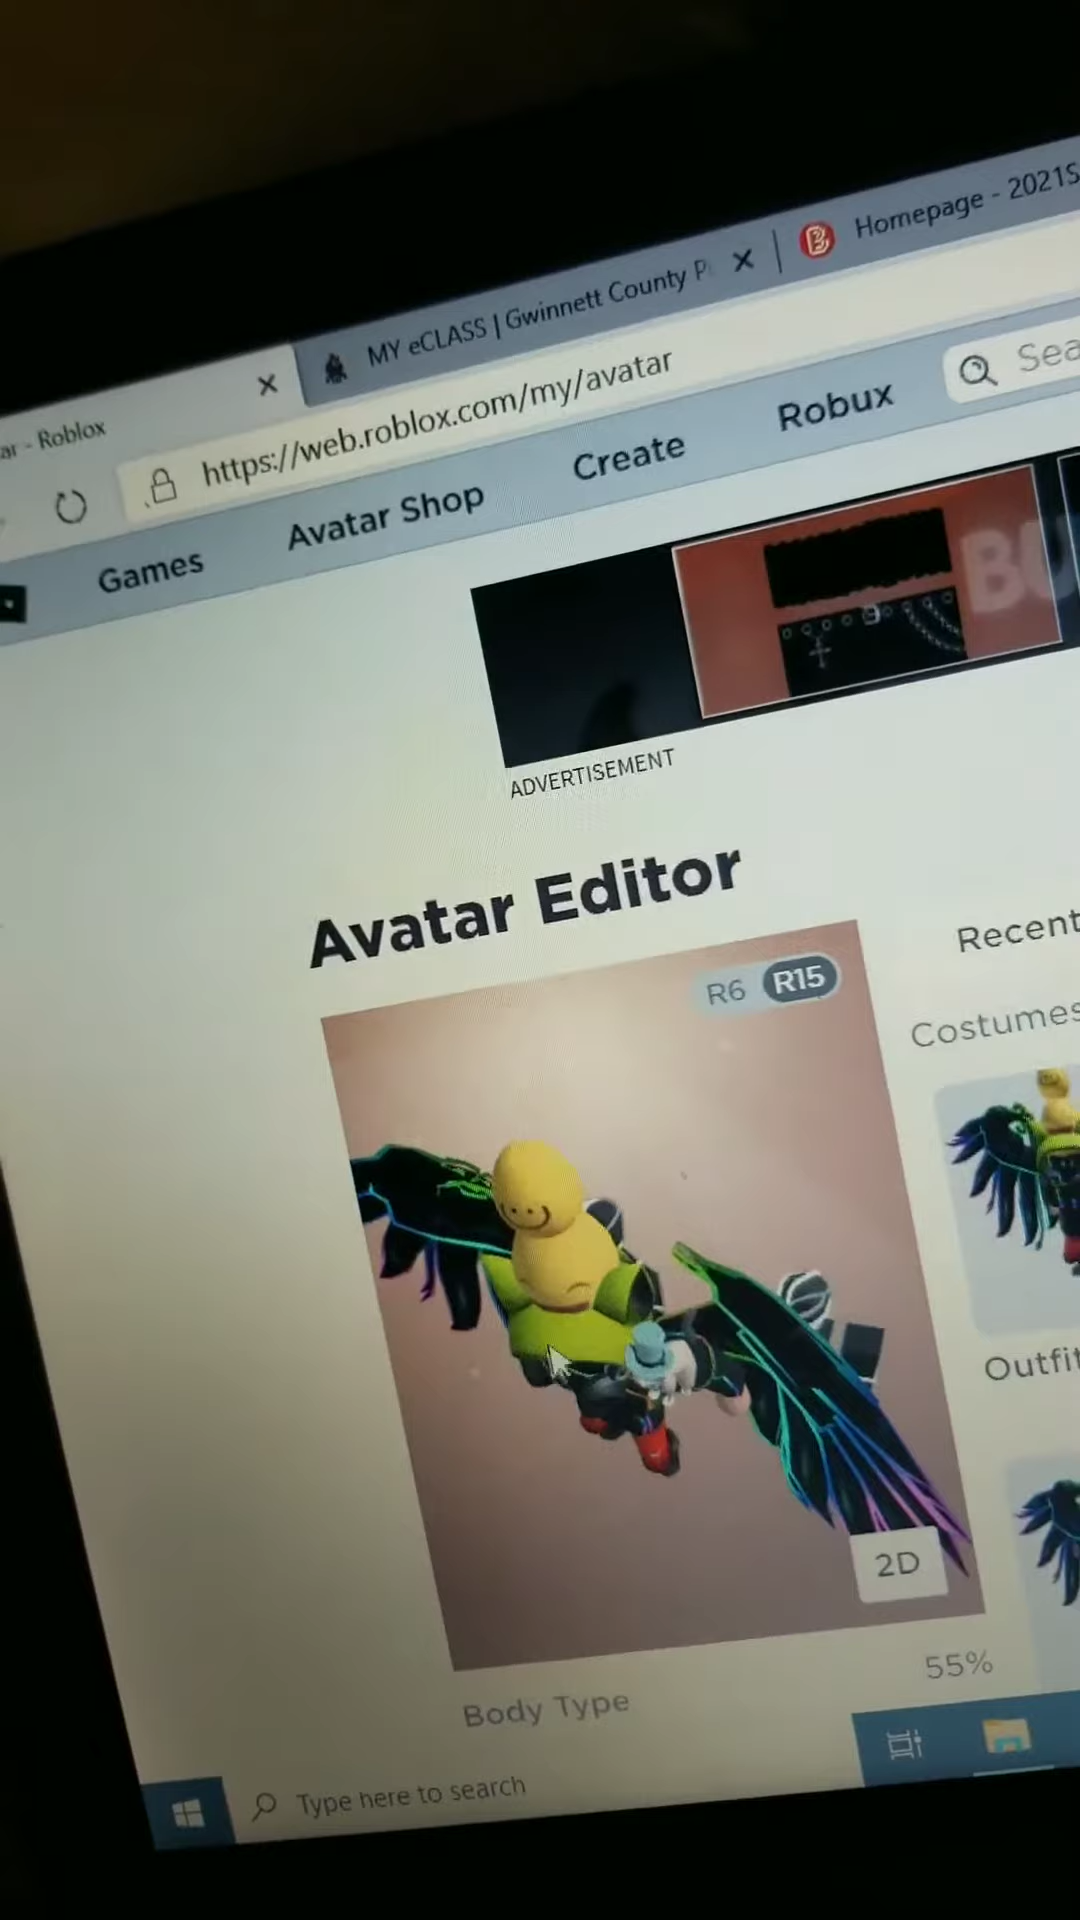 ar - Roblox
MY eCLASS | Gwinnett County P
Homepage - 2021S
https://web.roblox.com/my/avatar
Games
Avatar Shop
Create
Robux
Sea
BU
ADVERTISEMENT
Avatar Editor
R6 R15
Recent
Costumes
Outfit
2D
Body Type
55%
Type here to search